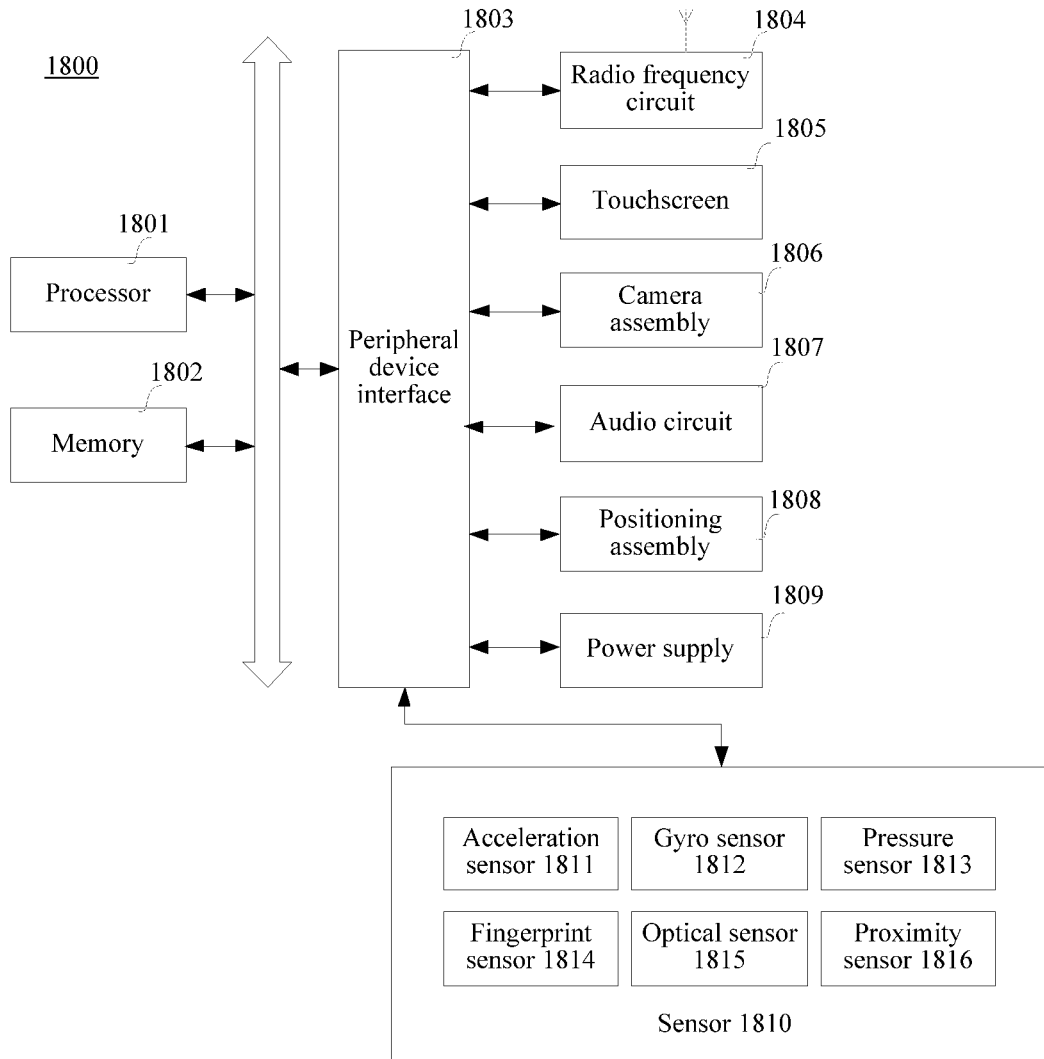 1800
1803
1804
Radio frequency
circuit
1805
Touchscreen
1801
Processor
1806
Camera
assembly
Peripheral
device
interface
1802
Memory
1807
Audio circuit
1808
Positioning
assembly
1809
Power supply
Acceleration
sensor 1811
Gyro sensor
1812
Pressure
sensor 1813
Fingerprint
sensor 1814
Optical sensor
1815
Proximity
sensor 1816
Sensor 1810